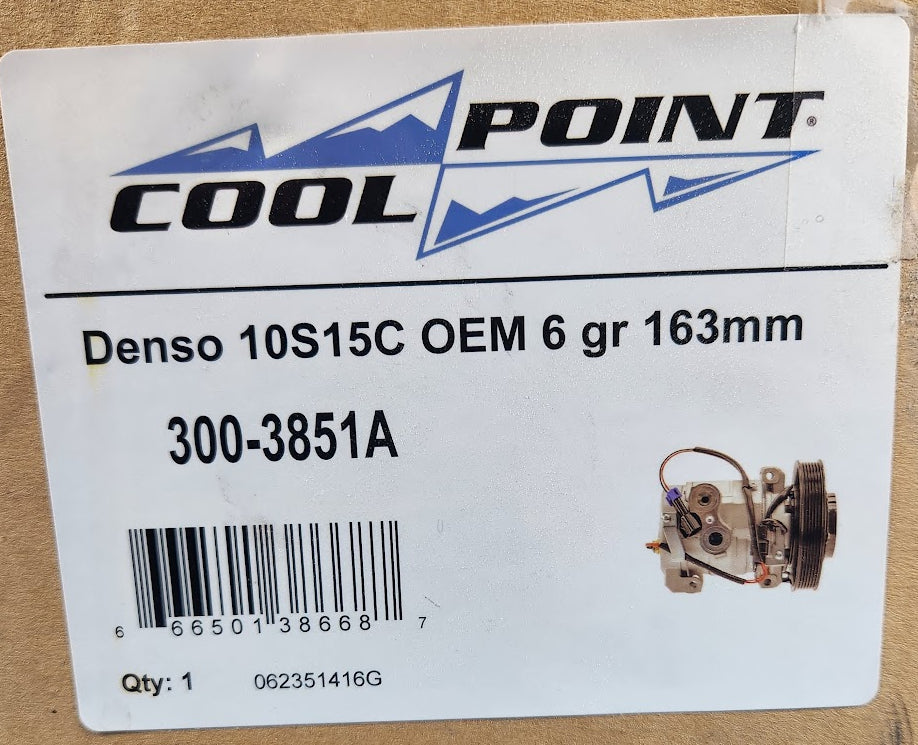 POINT®
COOL
Denso 10S15C OEM 6 gr 163mm
300-3851A
6 66501 38668 7
Qty: 1 062351416G